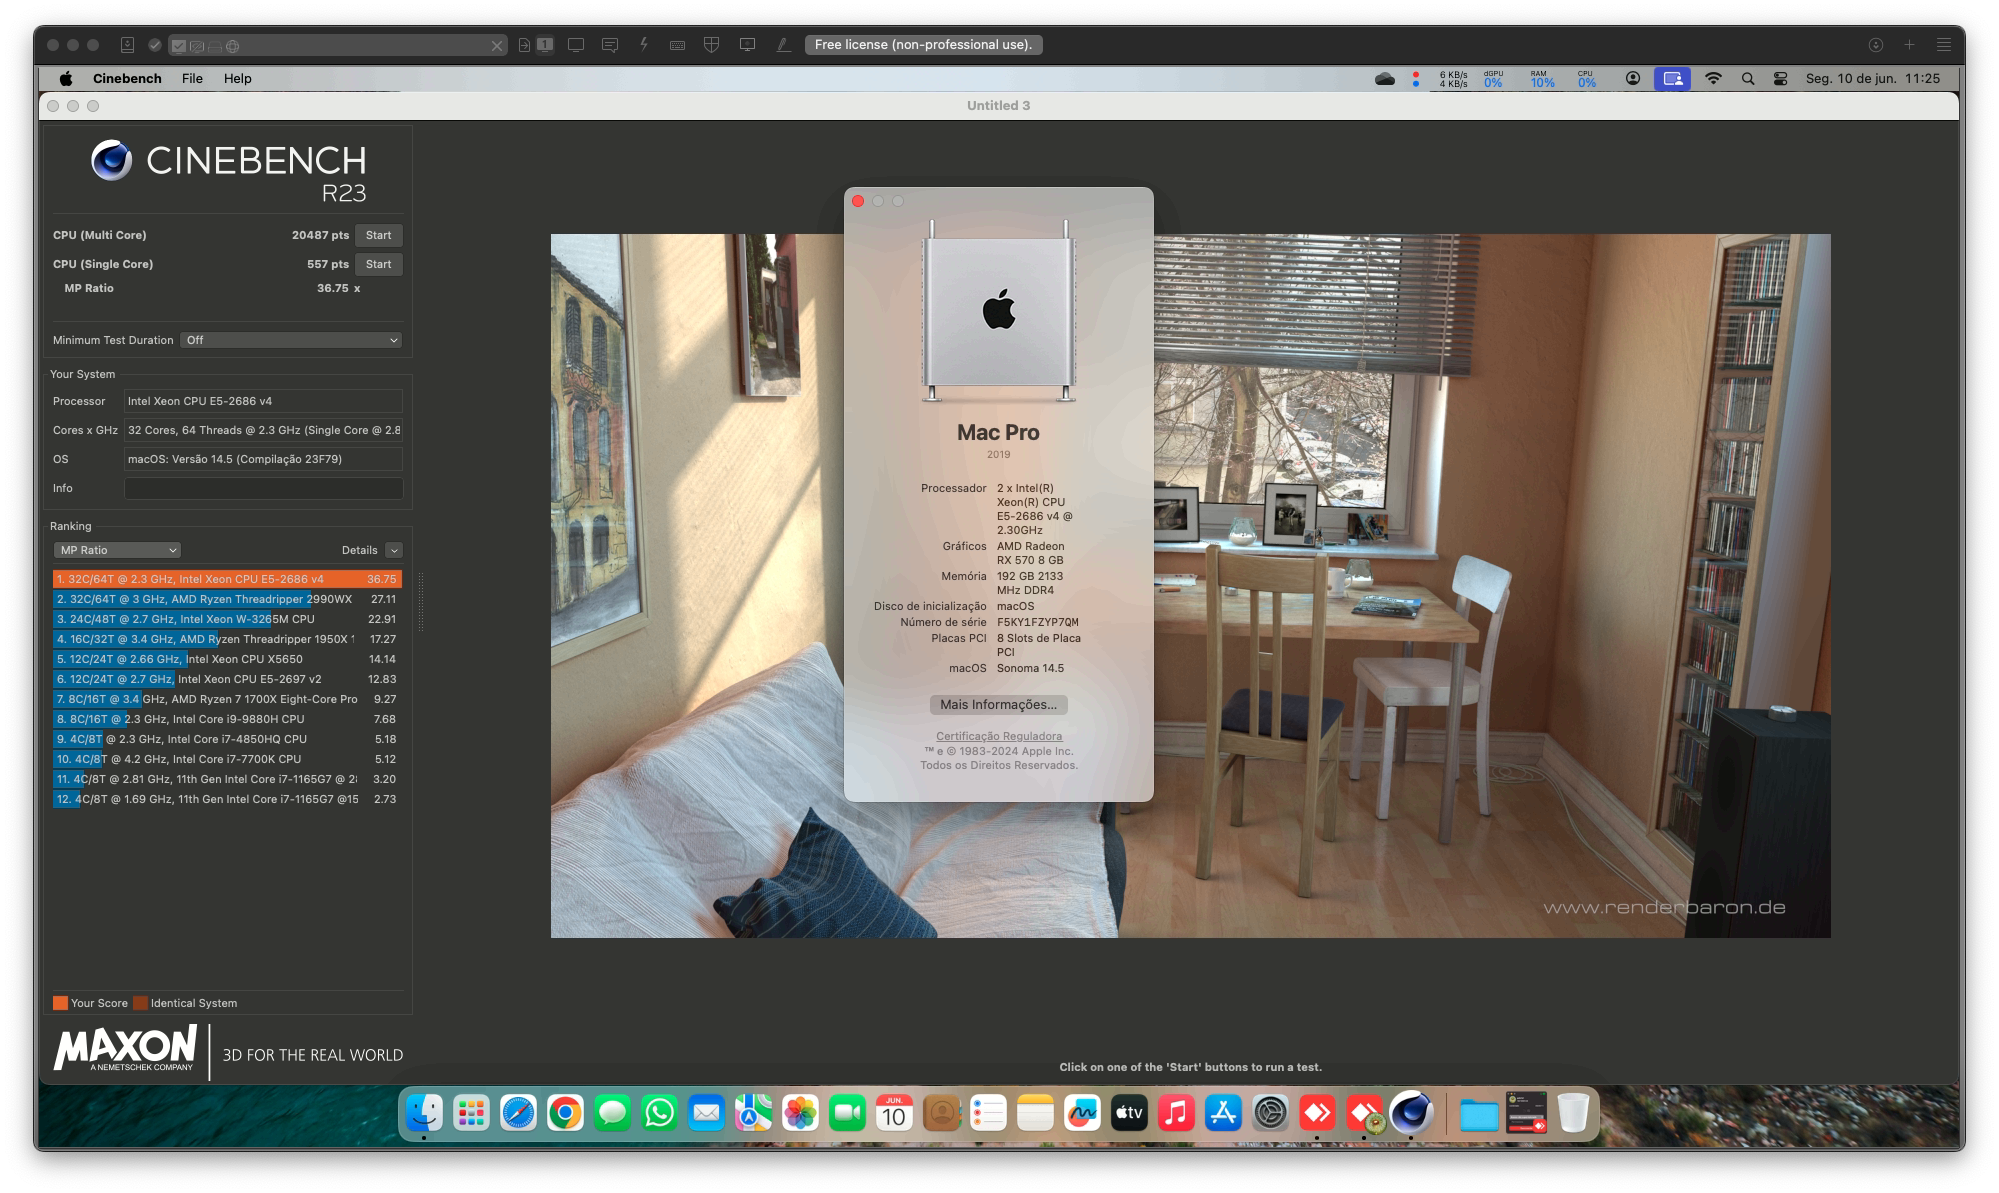 1
Free license (non-professional use).
Cinebench File Help
6 KB/s
4 KB/s
dGPU
0%
RAM
10%
CPU
0%
Seg. 10 de jun. 11:25
Untitled 3
CINEBENCH
R23
CPU (Multi Core) 20487 pts Start
CPU (Single Core) 557 pts Start
MP Ratio 36.75 x
Minimum Test Duration Off
Your System
Processor Intel Xeon CPU E5-2686 v4
Cores x GHz 32 Cores, 64 Threads @ 2.3 GHz (Single Core @ 2.8
OS macOS: Versão 14.5 (Compilação 23F79)
Info
Ranking
MP Ratio Details
1. 32C/64T @ 2.3 GHz, Intel Xeon CPU E5-2686 v4 36.75
2. 32C/64T @ 3 GHz, AMD Ryzen Threadripper 2990WX 27.11
3. 24C/48T @ 2.7 GHz, Intel Xeon W-3265M CPU 22.91
4. 16C/32T @ 3.4 GHz, AMD Ryzen Threadripper 1950X 1 17.27
5. 12C/24T @ 2.66 GHz, Intel Xeon CPU X5650 14.14
6. 12C/24T @ 2.7 GHz, Intel Xeon CPU E5-2697 v2 12.83
7. 8C/16T @ 3.4 GHz, AMD Ryzen 7 1700X Eight-Core Pro 9.27
8. 8C/16T @ 2.3 GHz, Intel Core i9-9880H CPU 7.68
9. 4C/8T @ 2.3 GHz, Intel Core i7-4850HQ CPU 5.18
10. 4C/8T @ 4.2 GHz, Intel Core i7-7700K CPU 5.12
11. 4C/8T @ 2.81 GHz, 11th Gen Intel Core i7-1165G7 @ 28 3.20
12. 4C/8T @ 1.69 GHz, 11th Gen Intel Core i7-1165G7 @15 2.73
Your Score Identical System
MAXON
A NEMETSCHEK COMPANY
3D FOR THE REAL WORLD
Mac Pro
2019
Processador 2 x Intel(R)
Xeon(R) CPU
E5-2686 v4 @
2.30GHz
Gráficos AMD Radeon
RX 570 8 GB
Memória 192 GB 2133
MHz DDR4
Disco de inicialização macOS
Número de série F5KY1FZYP7QM
Placas PCI 8 Slots de Placa
PCI
macOS Sonoma 14.5
Mais Informações...
Certificação Reguladora
™ e © 1983-2024 Apple Inc.
Todos os Direitos Reservados.
www.renderbaron.de
Click on one of the 'Start' buttons to run a test.
JUN.
10
tv